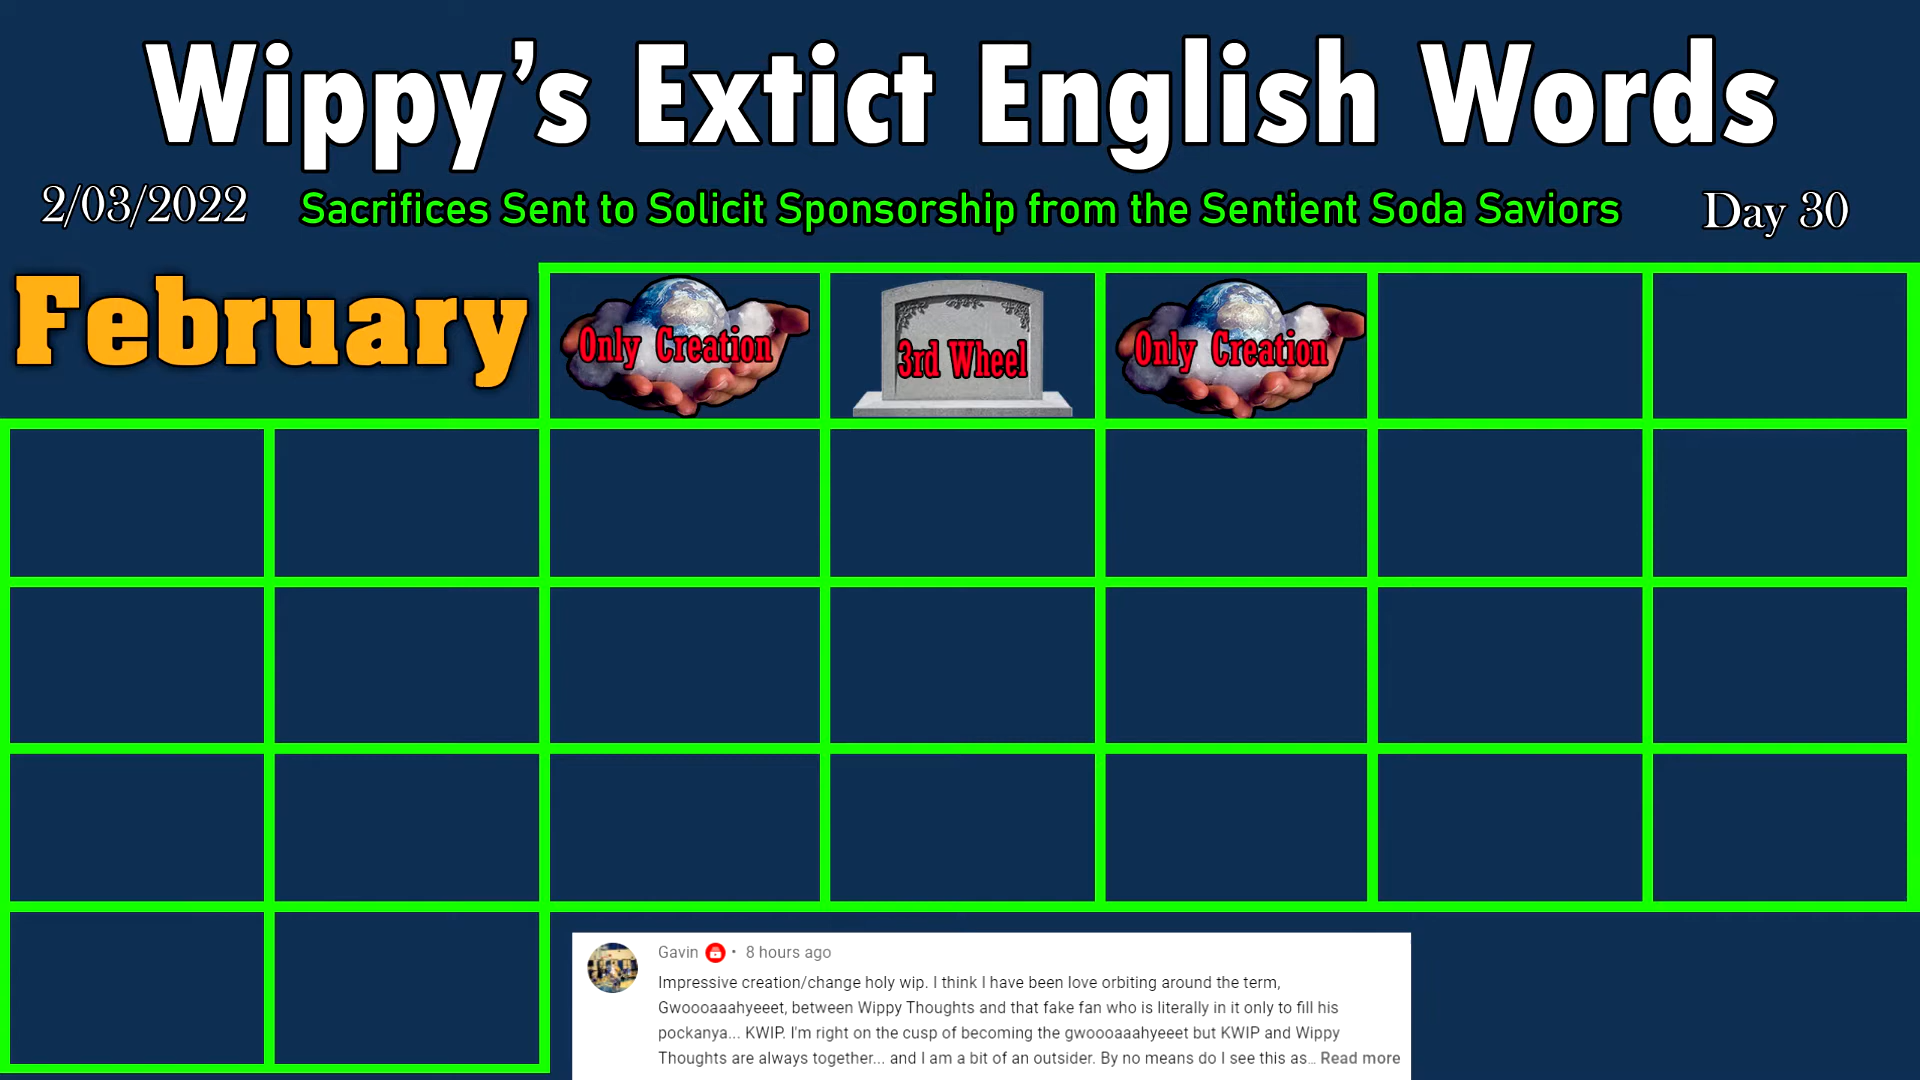 Wippy's Extict English Words
2/03/2022 Sacrifices Sent to Solicit Sponsorship from the Sentient Soda Saviors Day 30
February
Only Creation
3rd Wheel
Only Creation
Gavin • 8 hours ago
Impressive creation/change holy wip. I think I have been love orbiting around the term,
Gwoooaaahyeeet, between Wippy Thoughts and that fake fan who is literally in it only to fill his
pockanya... KWIP. I'm right on the cusp of becoming the gwoooaaahyeeet but KWIP and Wippy
Thoughts are always together... and I am a bit of an outsider. By no means do I see this as... Read more